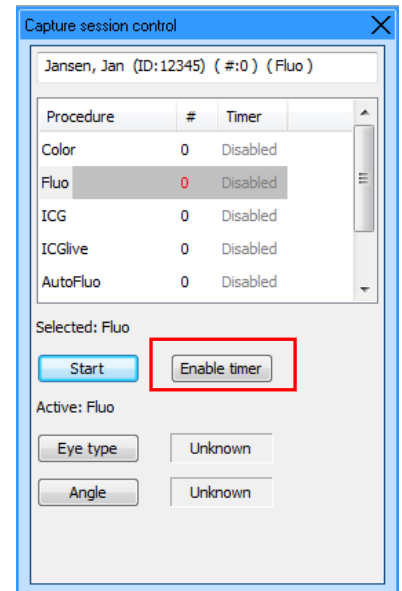 Capture session control
Jansen, Jan (ID:12345) ( #:0 ) ( Fluo )
Procedure # Timer
Color 0 Disabled
Fluo 0 Disabled
ICG 0 Disabled
ICGlive 0 Disabled
AutoFluo 0 Disabled
Selected: Fluo
Start Enable timer
Active: Fluo
Eye type Unknown
Angle Unknown